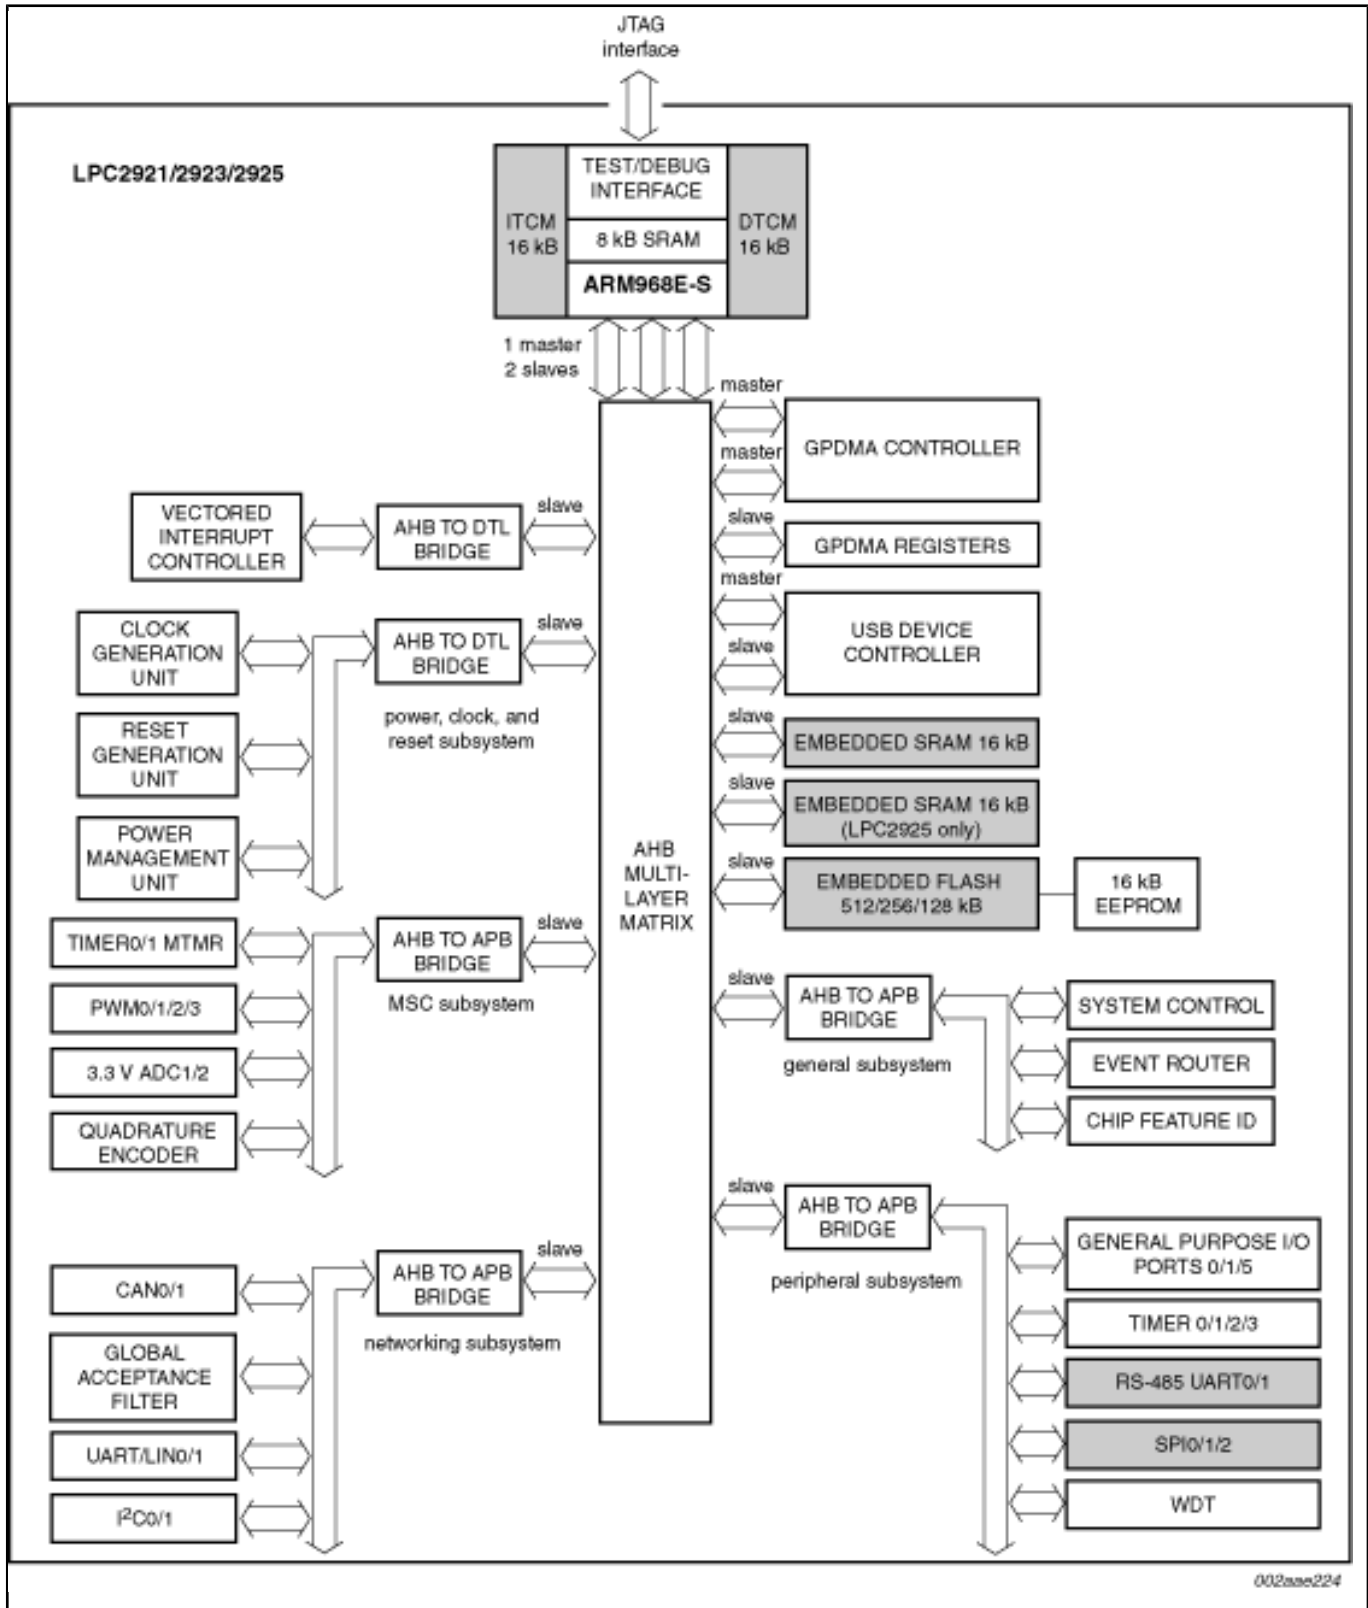 JTAG
interface
LPC2921/2923/2925
ITCM
16 kB
TEST/DEBUG
INTERFACE
8 kB SRAM
ARM968E-S
DTCM
16 kB
1 master
2 slaves
master
GPDMA CONTROLLER
master
slave
GPDMA REGISTERS
master
USB DEVICE
CONTROLLER
slave
slave
EMBEDDED SRAM 16 kB
slave
EMBEDDED SRAM 16 kB
(LPC2925 only)
slave
EMBEDDED FLASH
512/256/128 kB
16 kB
EEPROM
AHB
MULTI-
LAYER
MATRIX
VECTORED
INTERRUPT
CONTROLLER
AHB TO DTL
BRIDGE
slave
CLOCK
GENERATION
UNIT
AHB TO DTL
BRIDGE
slave
power, clock, and
reset subsystem
RESET
GENERATION
UNIT
POWER
MANAGEMENT
UNIT
TIMER0/1 MTMR
AHB TO APB
BRIDGE
slave
MSC subsystem
PWM0/1/2/3
3.3 V ADC1/2
QUADRATURE
ENCODER
slave
AHB TO APB
BRIDGE
general subsystem
SYSTEM CONTROL
EVENT ROUTER
CHIP FEATURE ID
slave
AHB TO APB
BRIDGE
peripheral subsystem
GENERAL PURPOSE I/O
PORTS 0/1/5
TIMER 0/1/2/3
RS-485 UART0/1
SPI0/1/2
WDT
CAN0/1
AHB TO APB
BRIDGE
slave
networking subsystem
GLOBAL
ACCEPTANCE
FILTER
UART/LIN0/1
I²C0/1
002aae224